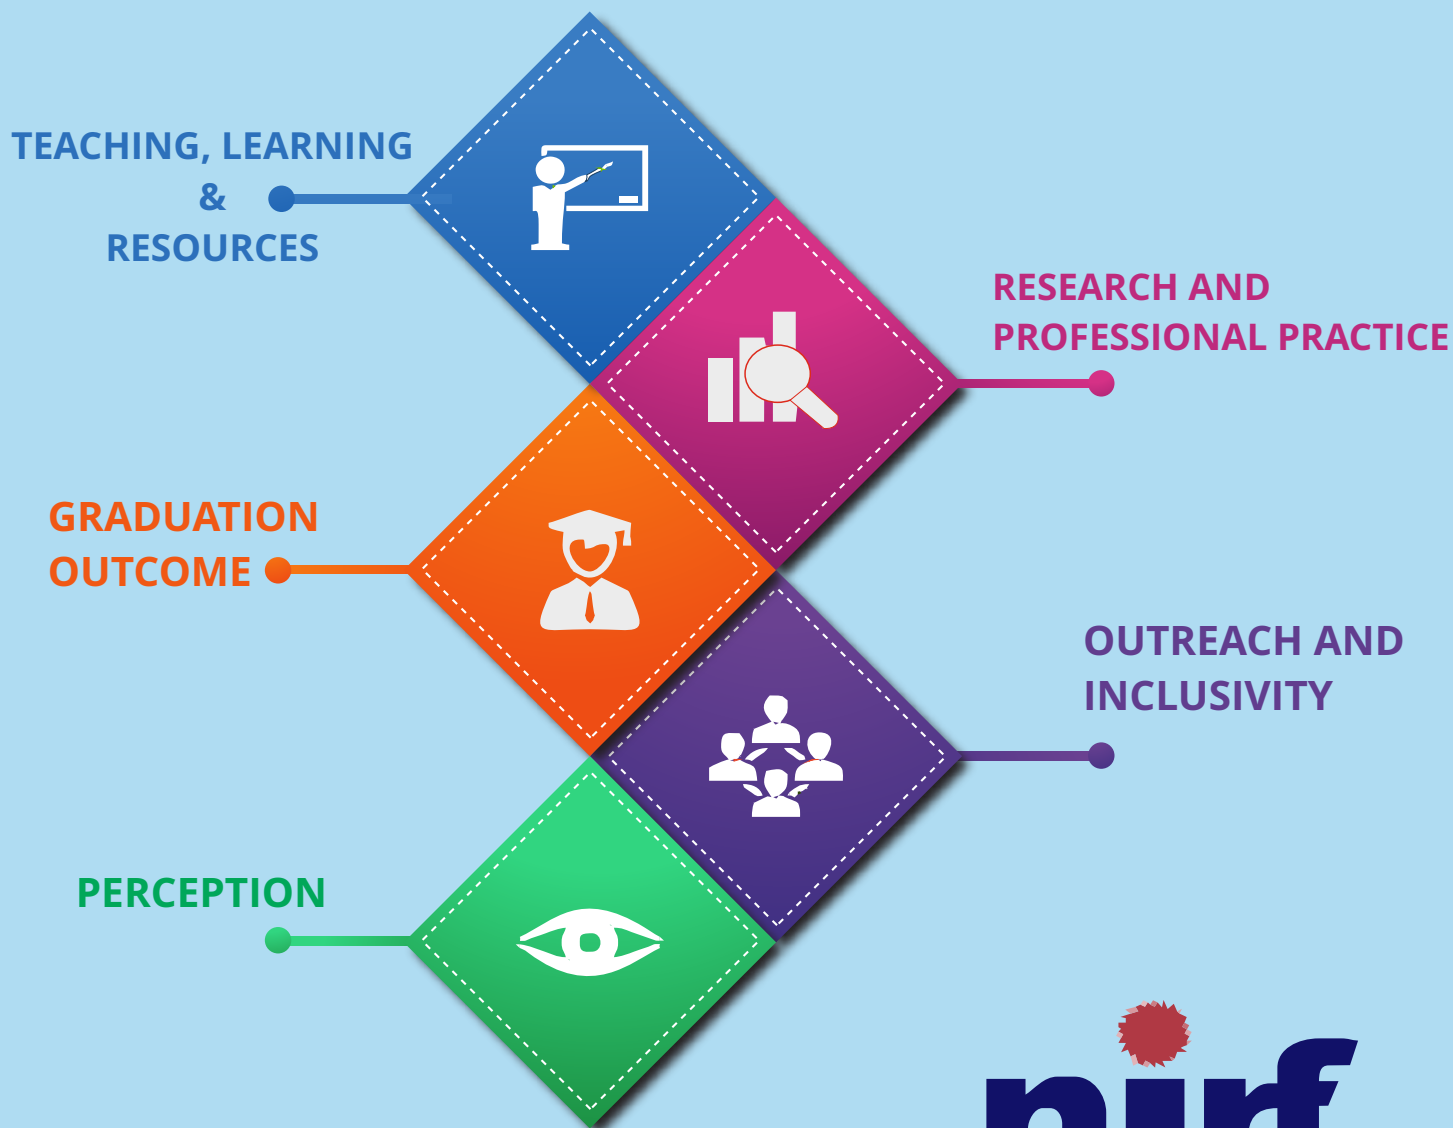 TEACHING, LEARNING
&
RESOURCES
RESEARCH AND
PROFESSIONAL PRACTICE
GRADUATION
OUTCOME
OUTREACH AND
INCLUSIVITY
PERCEPTION
nirf